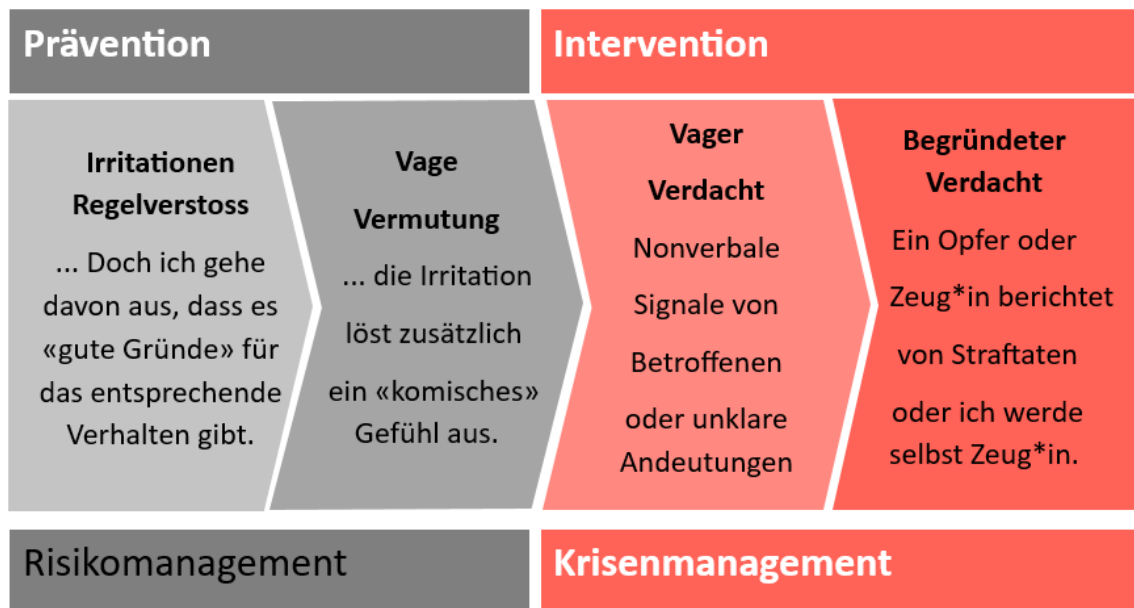 Prävention
Intervention
Irritationen
Regelverstoss
... Doch ich gehe
davon aus, dass es
«gute Gründe» für
das entsprechende
Verhalten gibt.
Vage
Vermutung
... die Irritation
löst zusätzlich
ein «komisches»
Gefühl aus.
Vager
Verdacht
Nonverbale
Signale von
Betroffenen
oder unklare
Andeutungen
Begründeter
Verdacht
Ein Opfer oder
Zeug*in berichtet
von Straftaten
oder ich werde
selbst Zeug*in.
Risikomanagement
Krisenmanagement